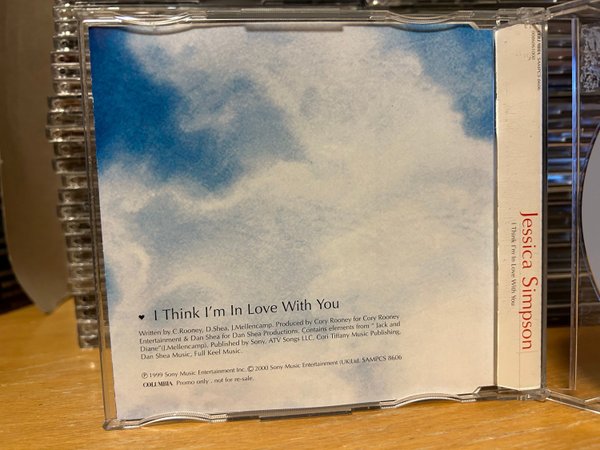 ♥ I Think I'm In Love With You
Written by C.Rooney, D.Shea, J.Mellencamp. Produced by Cory Rooney for Cory Rooney
Entertainment & Dan Shea for Dan Shea Productions. Contains elements from " Jack and
Diane"(J.Mellencamp). Published by Sony, ATV Songs LLC. Cori Tiffany Music Publishing,
Dan Shea Music, Full Keel Music.
℗ 1999 Sony Music Entertainment Inc. © 2000 Sony Music Entertainment (UK)Ltd. SAMPCS 8606
COLUMBIA Promo only . not for re-sale.
Jessica Simpson
I Think I'm In Love With You
COLUMBIA SAMPCS 8606